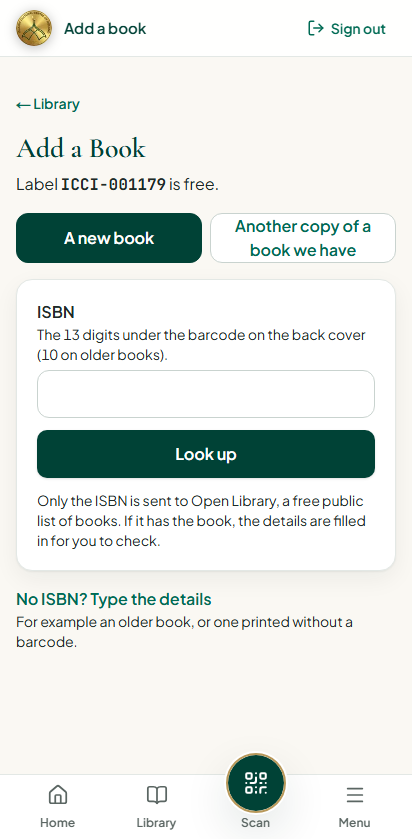 Add a book
Sign out
← Library
Add a Book
Label ICCI-001179 is free.
A new book
Another copy of a
book we have
ISBN
The 13 digits under the barcode on the back cover
(10 on older books).
Look up
Only the ISBN is sent to Open Library, a free public
list of books. If it has the book, the details are filled
in for you to check.
No ISBN? Type the details
For example an older book, or one printed without a
barcode.
Home
Library
Scan
Menu